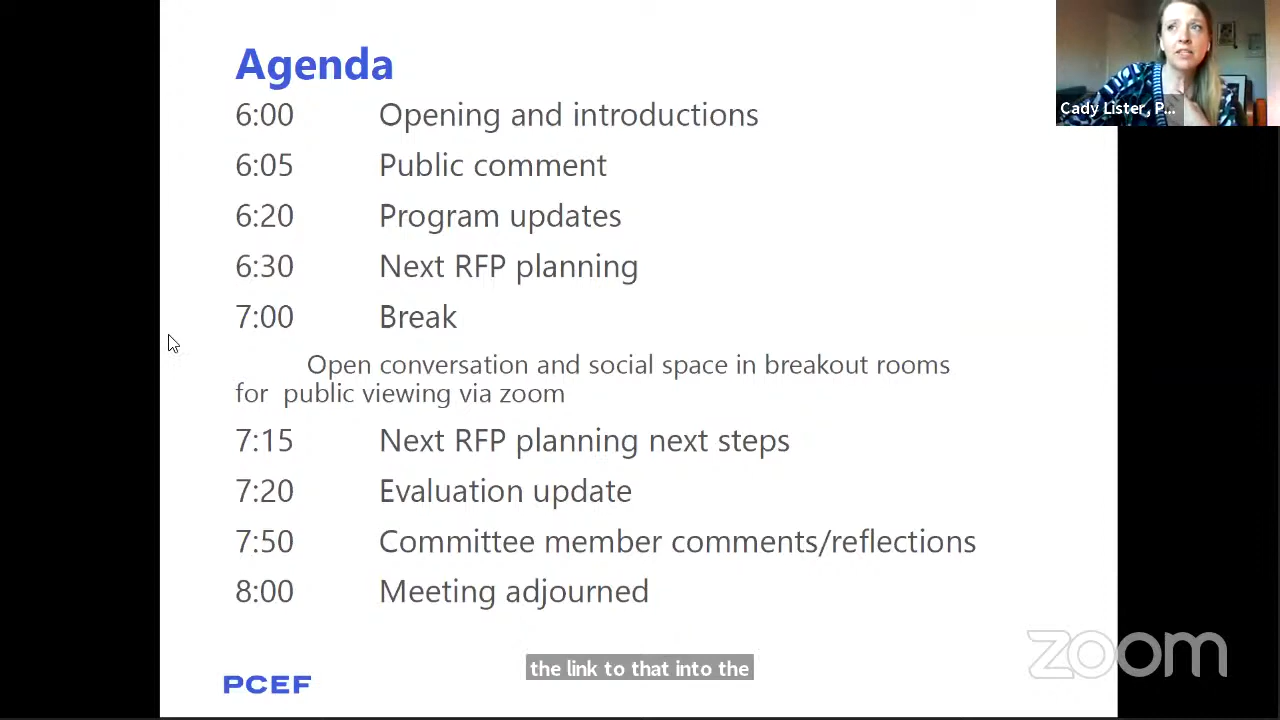 Agenda
6:00 Opening and introductions
6:05 Public comment
6:20 Program updates
6:30 Next RFP planning
7:00 Break
Open conversation and social space in breakout rooms
for public viewing via zoom
7:15 Next RFP planning next steps
7:20 Evaluation update
7:50 Committee member comments/reflections
8:00 Meeting adjourned
PCEF
the link to that into the
Cady Lister, P...
zoom